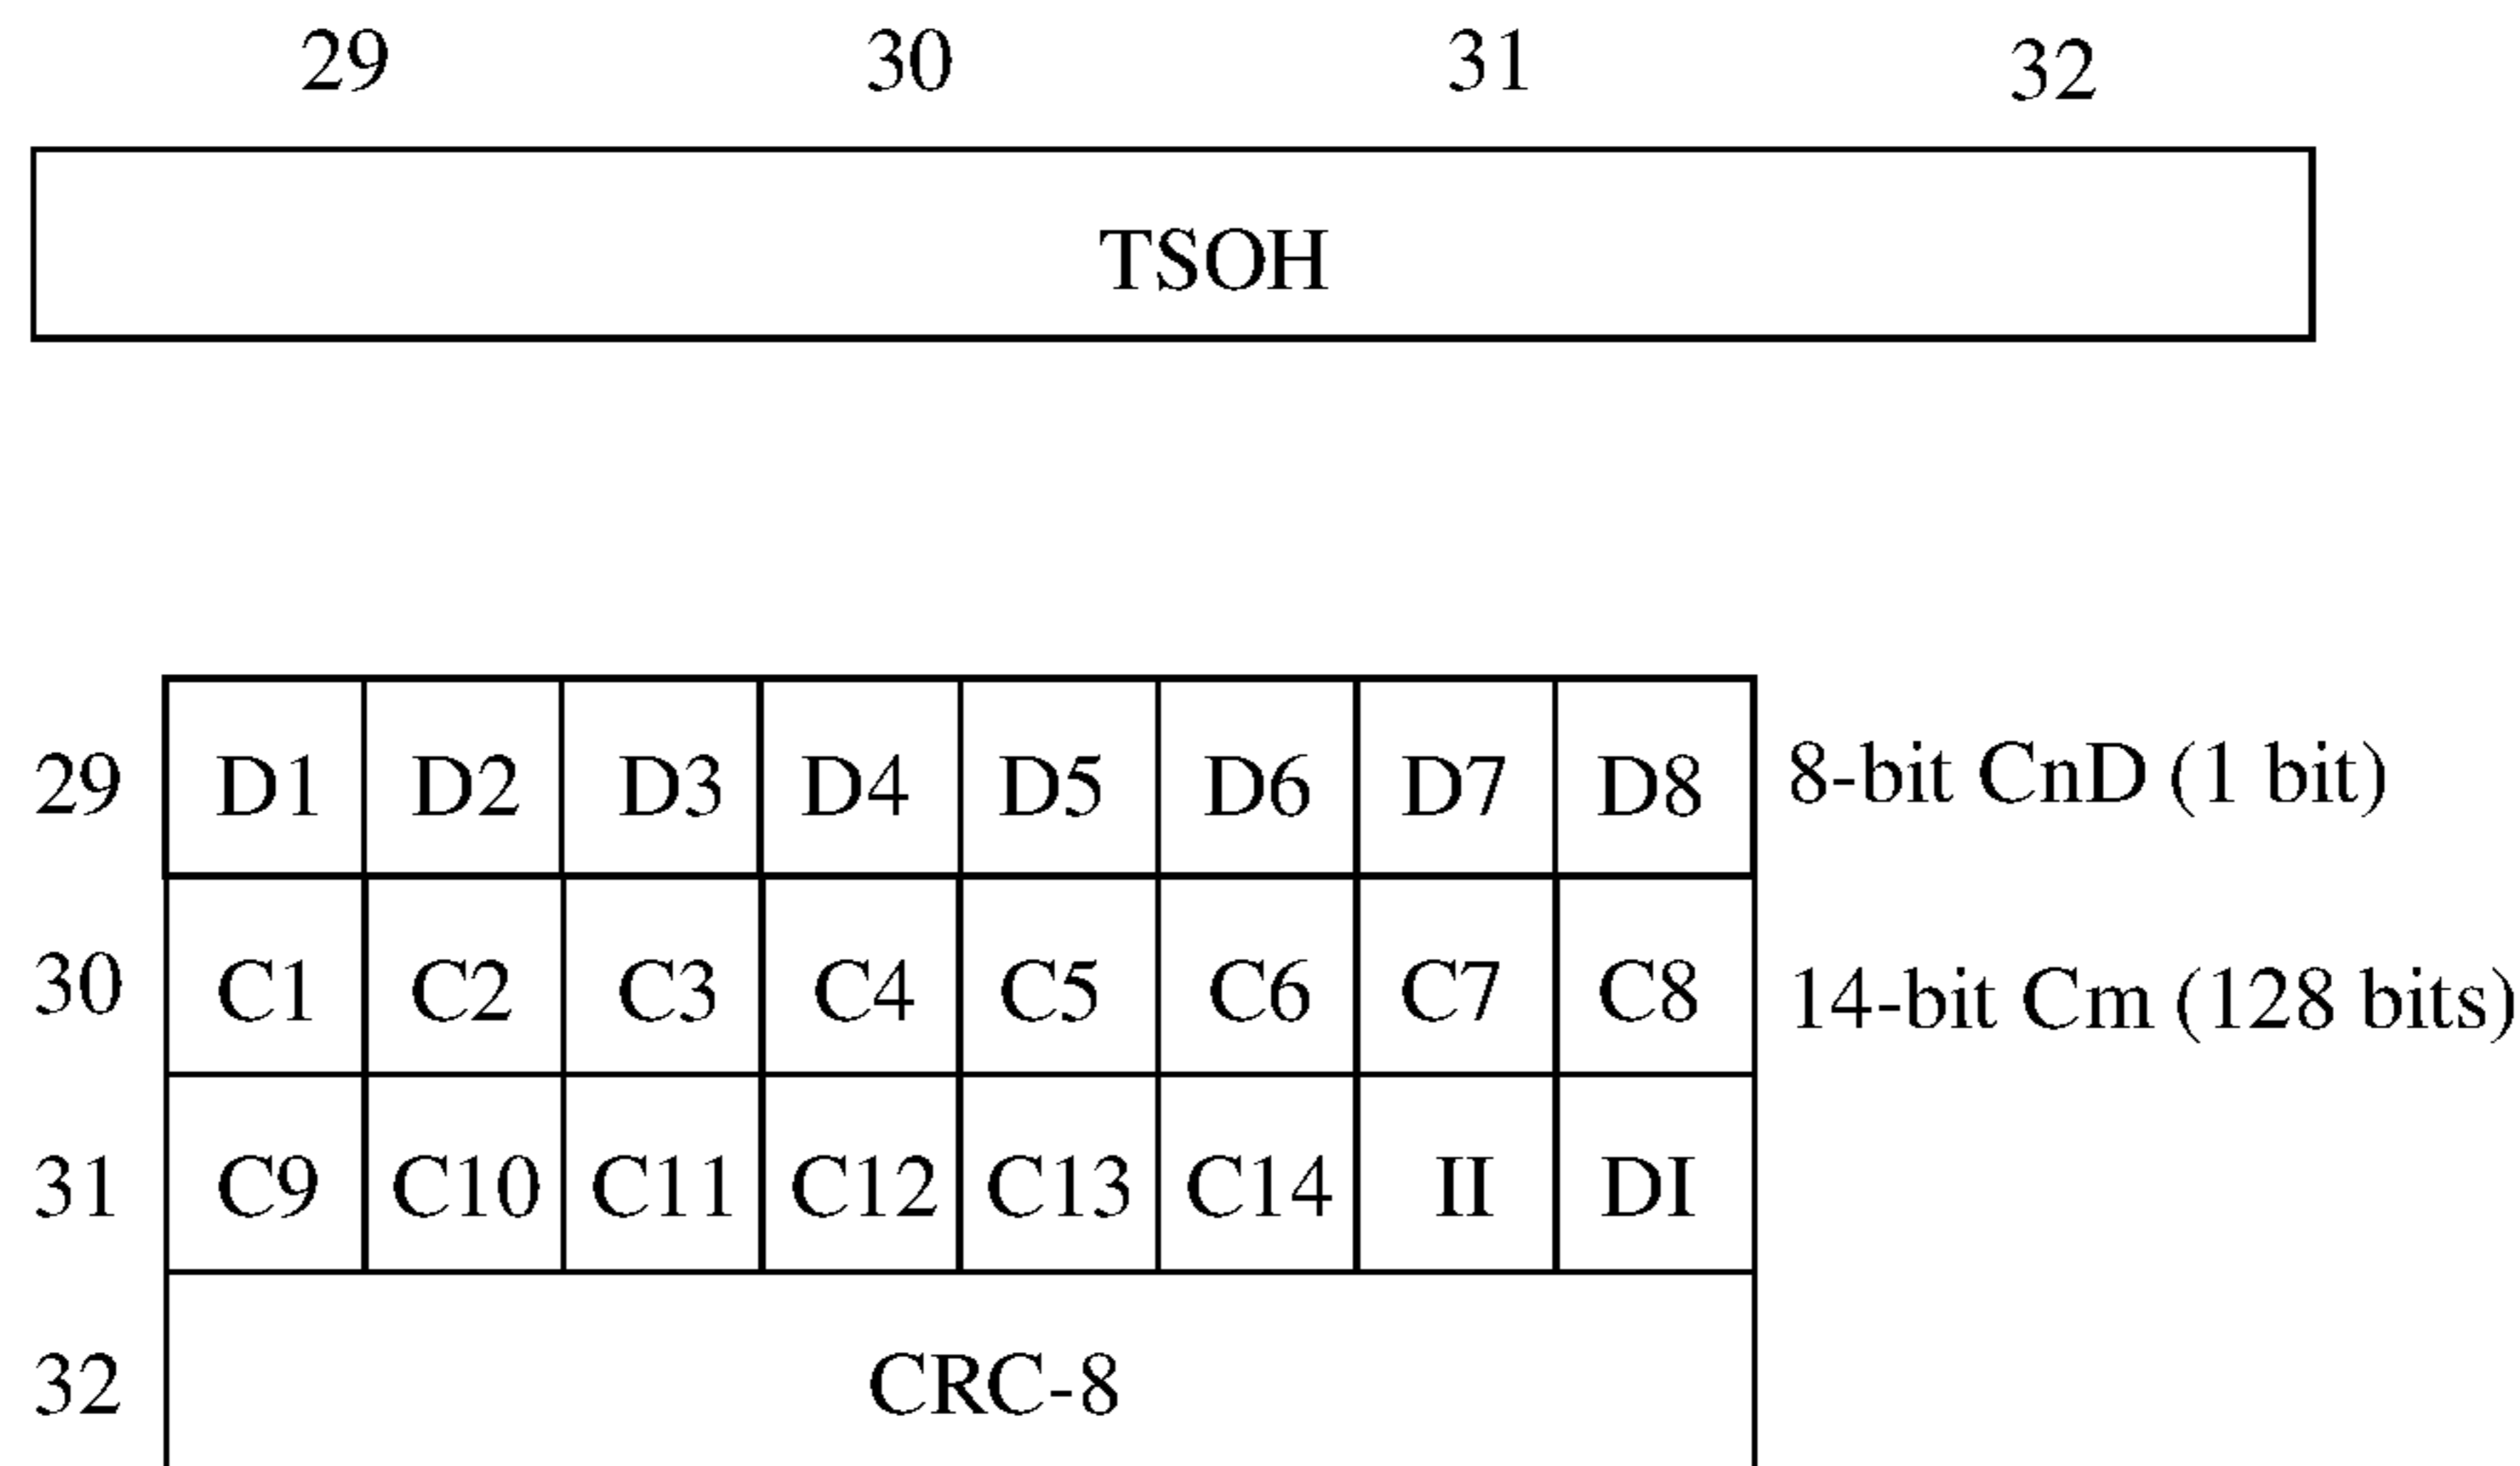 29 30 31 32
TSOH
29 D1 D2 D3 D4 D5 D6 D7 D8 8-bit CnD (1 bit)
30 C1 C2 C3 C4 C5 C6 C7 C8 14-bit Cm (128 bits)
31 C9 C10 C11 C12 C13 C14 II DI
32 CRC-8